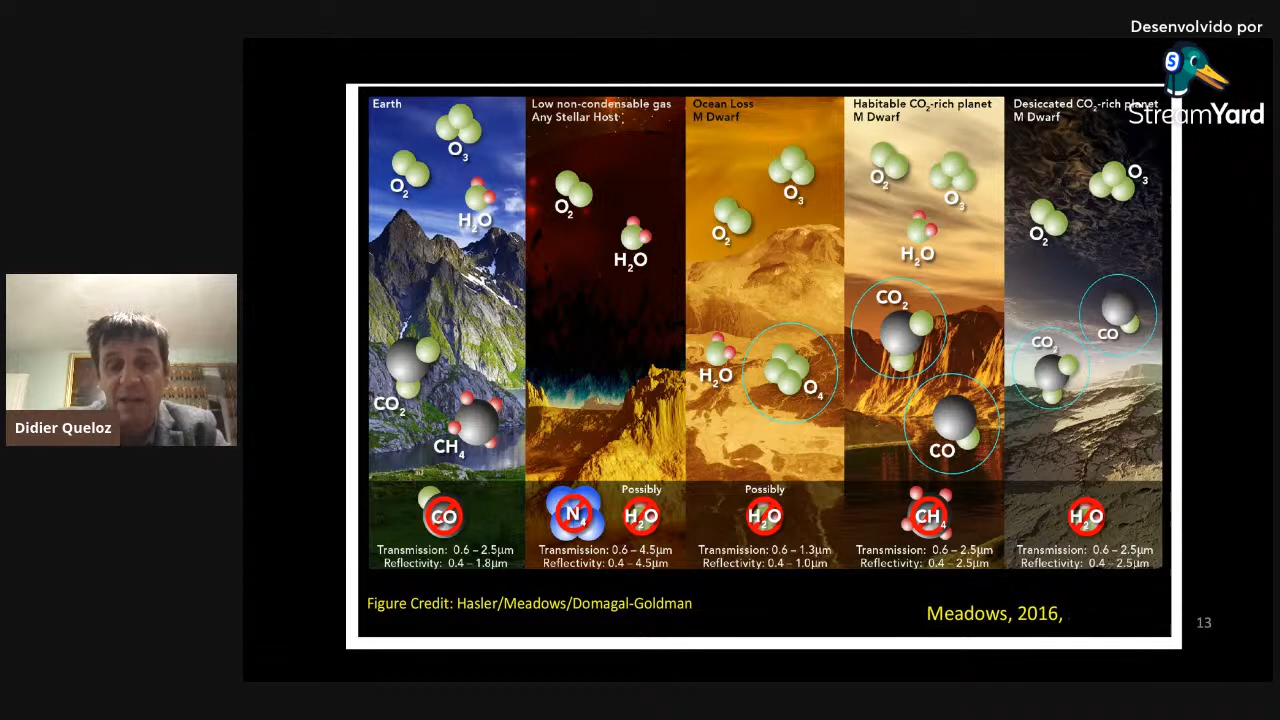 Desenvolvido por
StreamYard
S
Didier Queloz
Earth
O3
O2
H2O
CO2
CH4
CO
Transmission: 0.6 – 2.5μm
Reflectivity: 0.4 – 1.8μm
Low non-condensable gas
Any Stellar Host
O2
H2O
Possibly
N4
H2O
Transmission: 0.6 – 4.5μm
Reflectivity: 0.4 – 4.5μm
Ocean Loss
M Dwarf
O3
O2
H2O
O4
Possibly
H2O
Transmission: 0.6 – 1.3μm
Reflectivity: 0.4 – 1.0μm
Habitable CO2-rich planet
M Dwarf
O2
O3
H2O
CO2
CO
CH4
Transmission: 0.6 – 2.5μm
Reflectivity: 0.4 – 2.5μm
Desiccated CO2-rich planet
M Dwarf
O3
O2
CO
CO2
H2O
Transmission: 0.6 – 2.5μm
Reflectivity: 0.4 – 2.5μm
Figure Credit: Hasler/Meadows/Domagal-Goldman
Meadows, 2016,
13